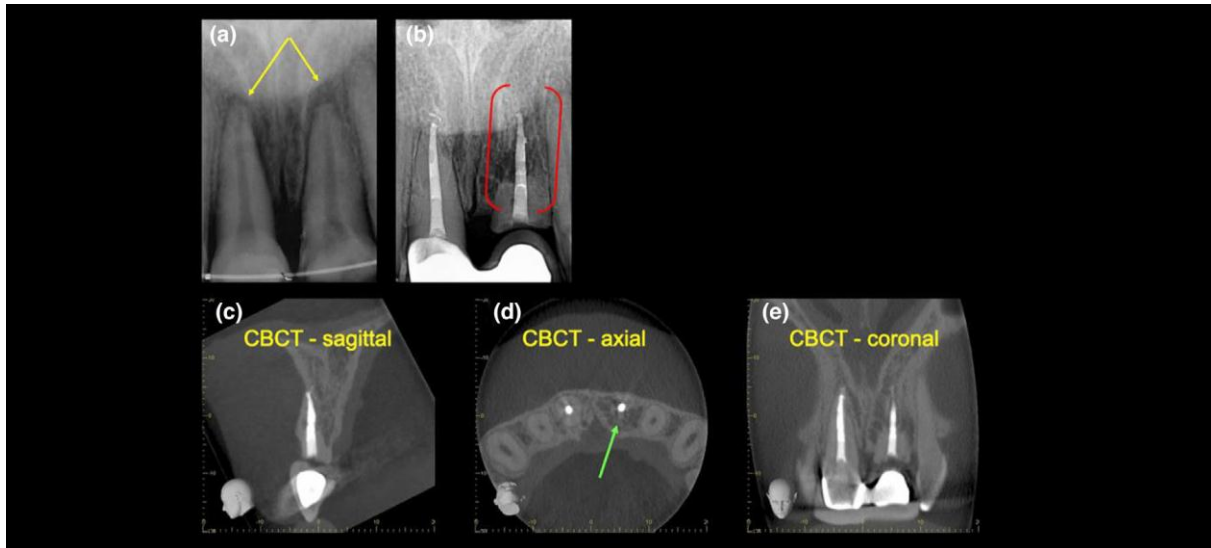 (a)
(b)
(c)
CBCT - sagittal
(d)
CBCT - axial
(e)
CBCT - coronal